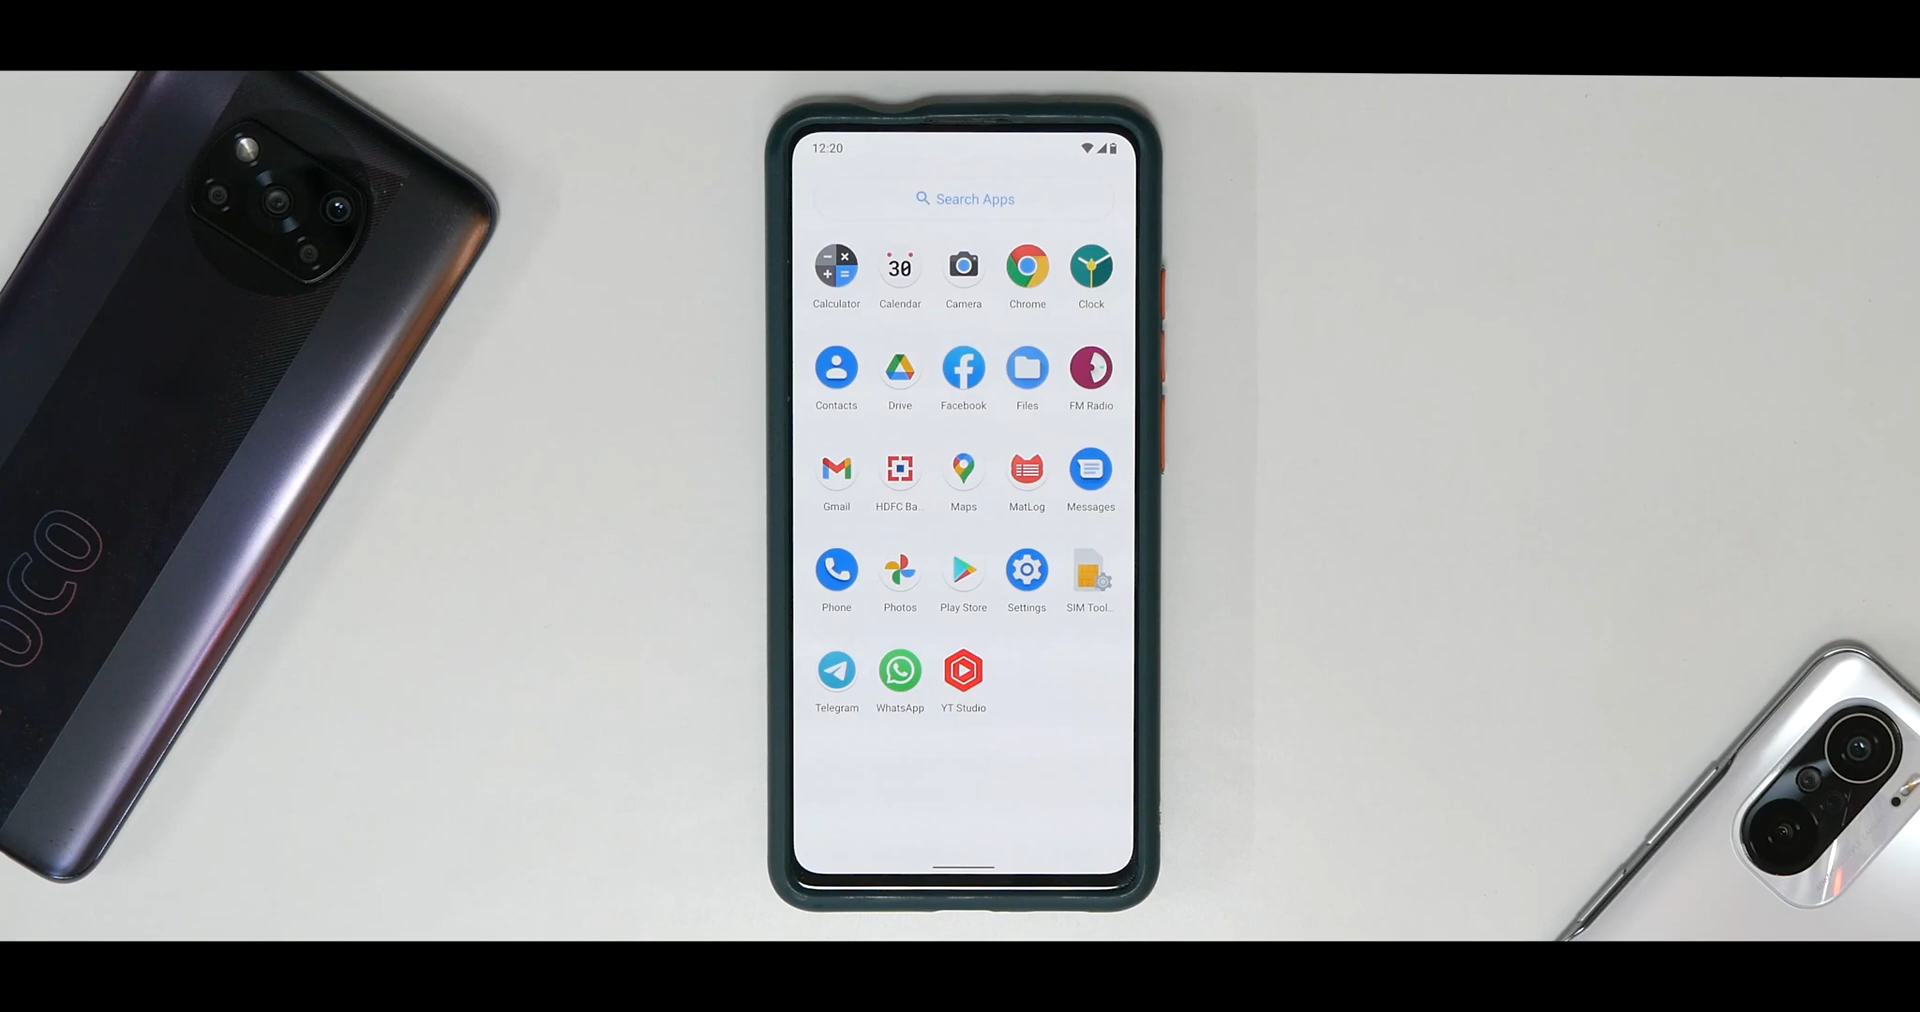 12:20
Search Apps
30
Calculator Calendar Camera Chrome Clock
Contacts Drive Facebook Files FM Radio
Gmail HDFC Ba... Maps MatLog Messages
Phone Photos Play Store Settings SIM Tool...
Telegram WhatsApp YT Studio
OCO